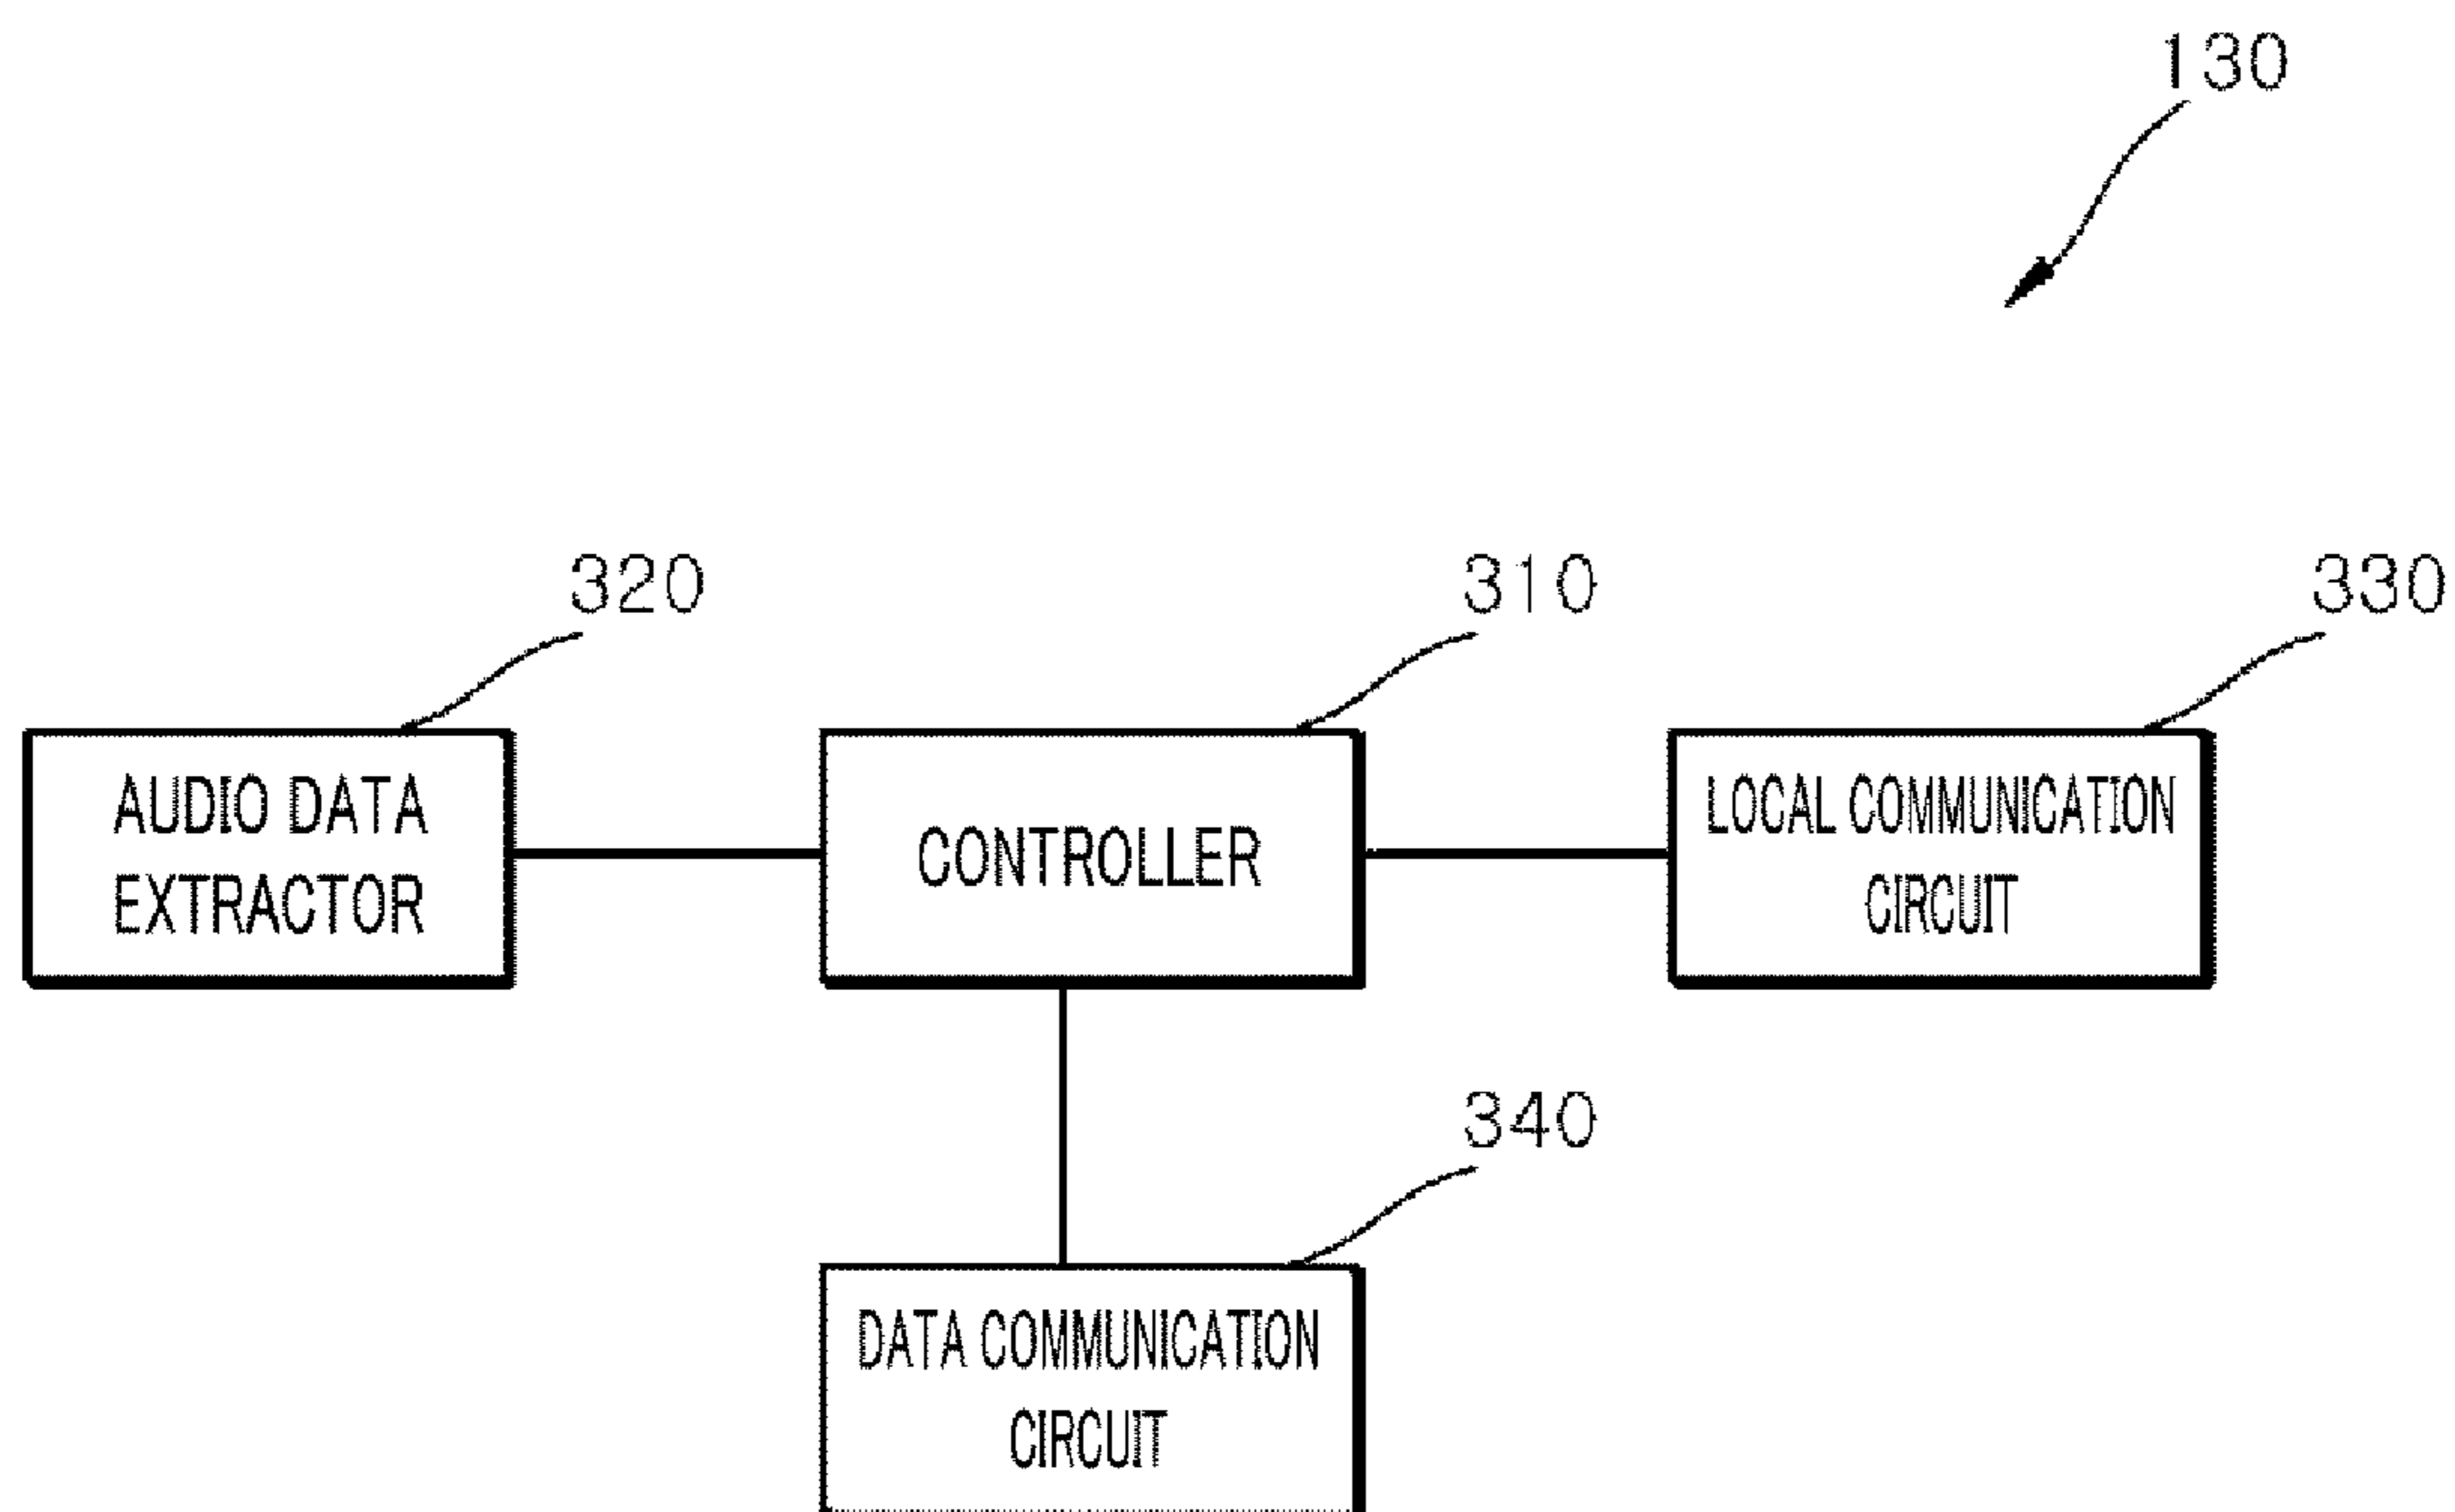 130
320
310
330
AUDIO DATA
EXTRACTOR
CONTROLLER
LOCAL COMMUNICATION
CIRCUIT
340
DATA COMMUNICATION
CIRCUIT